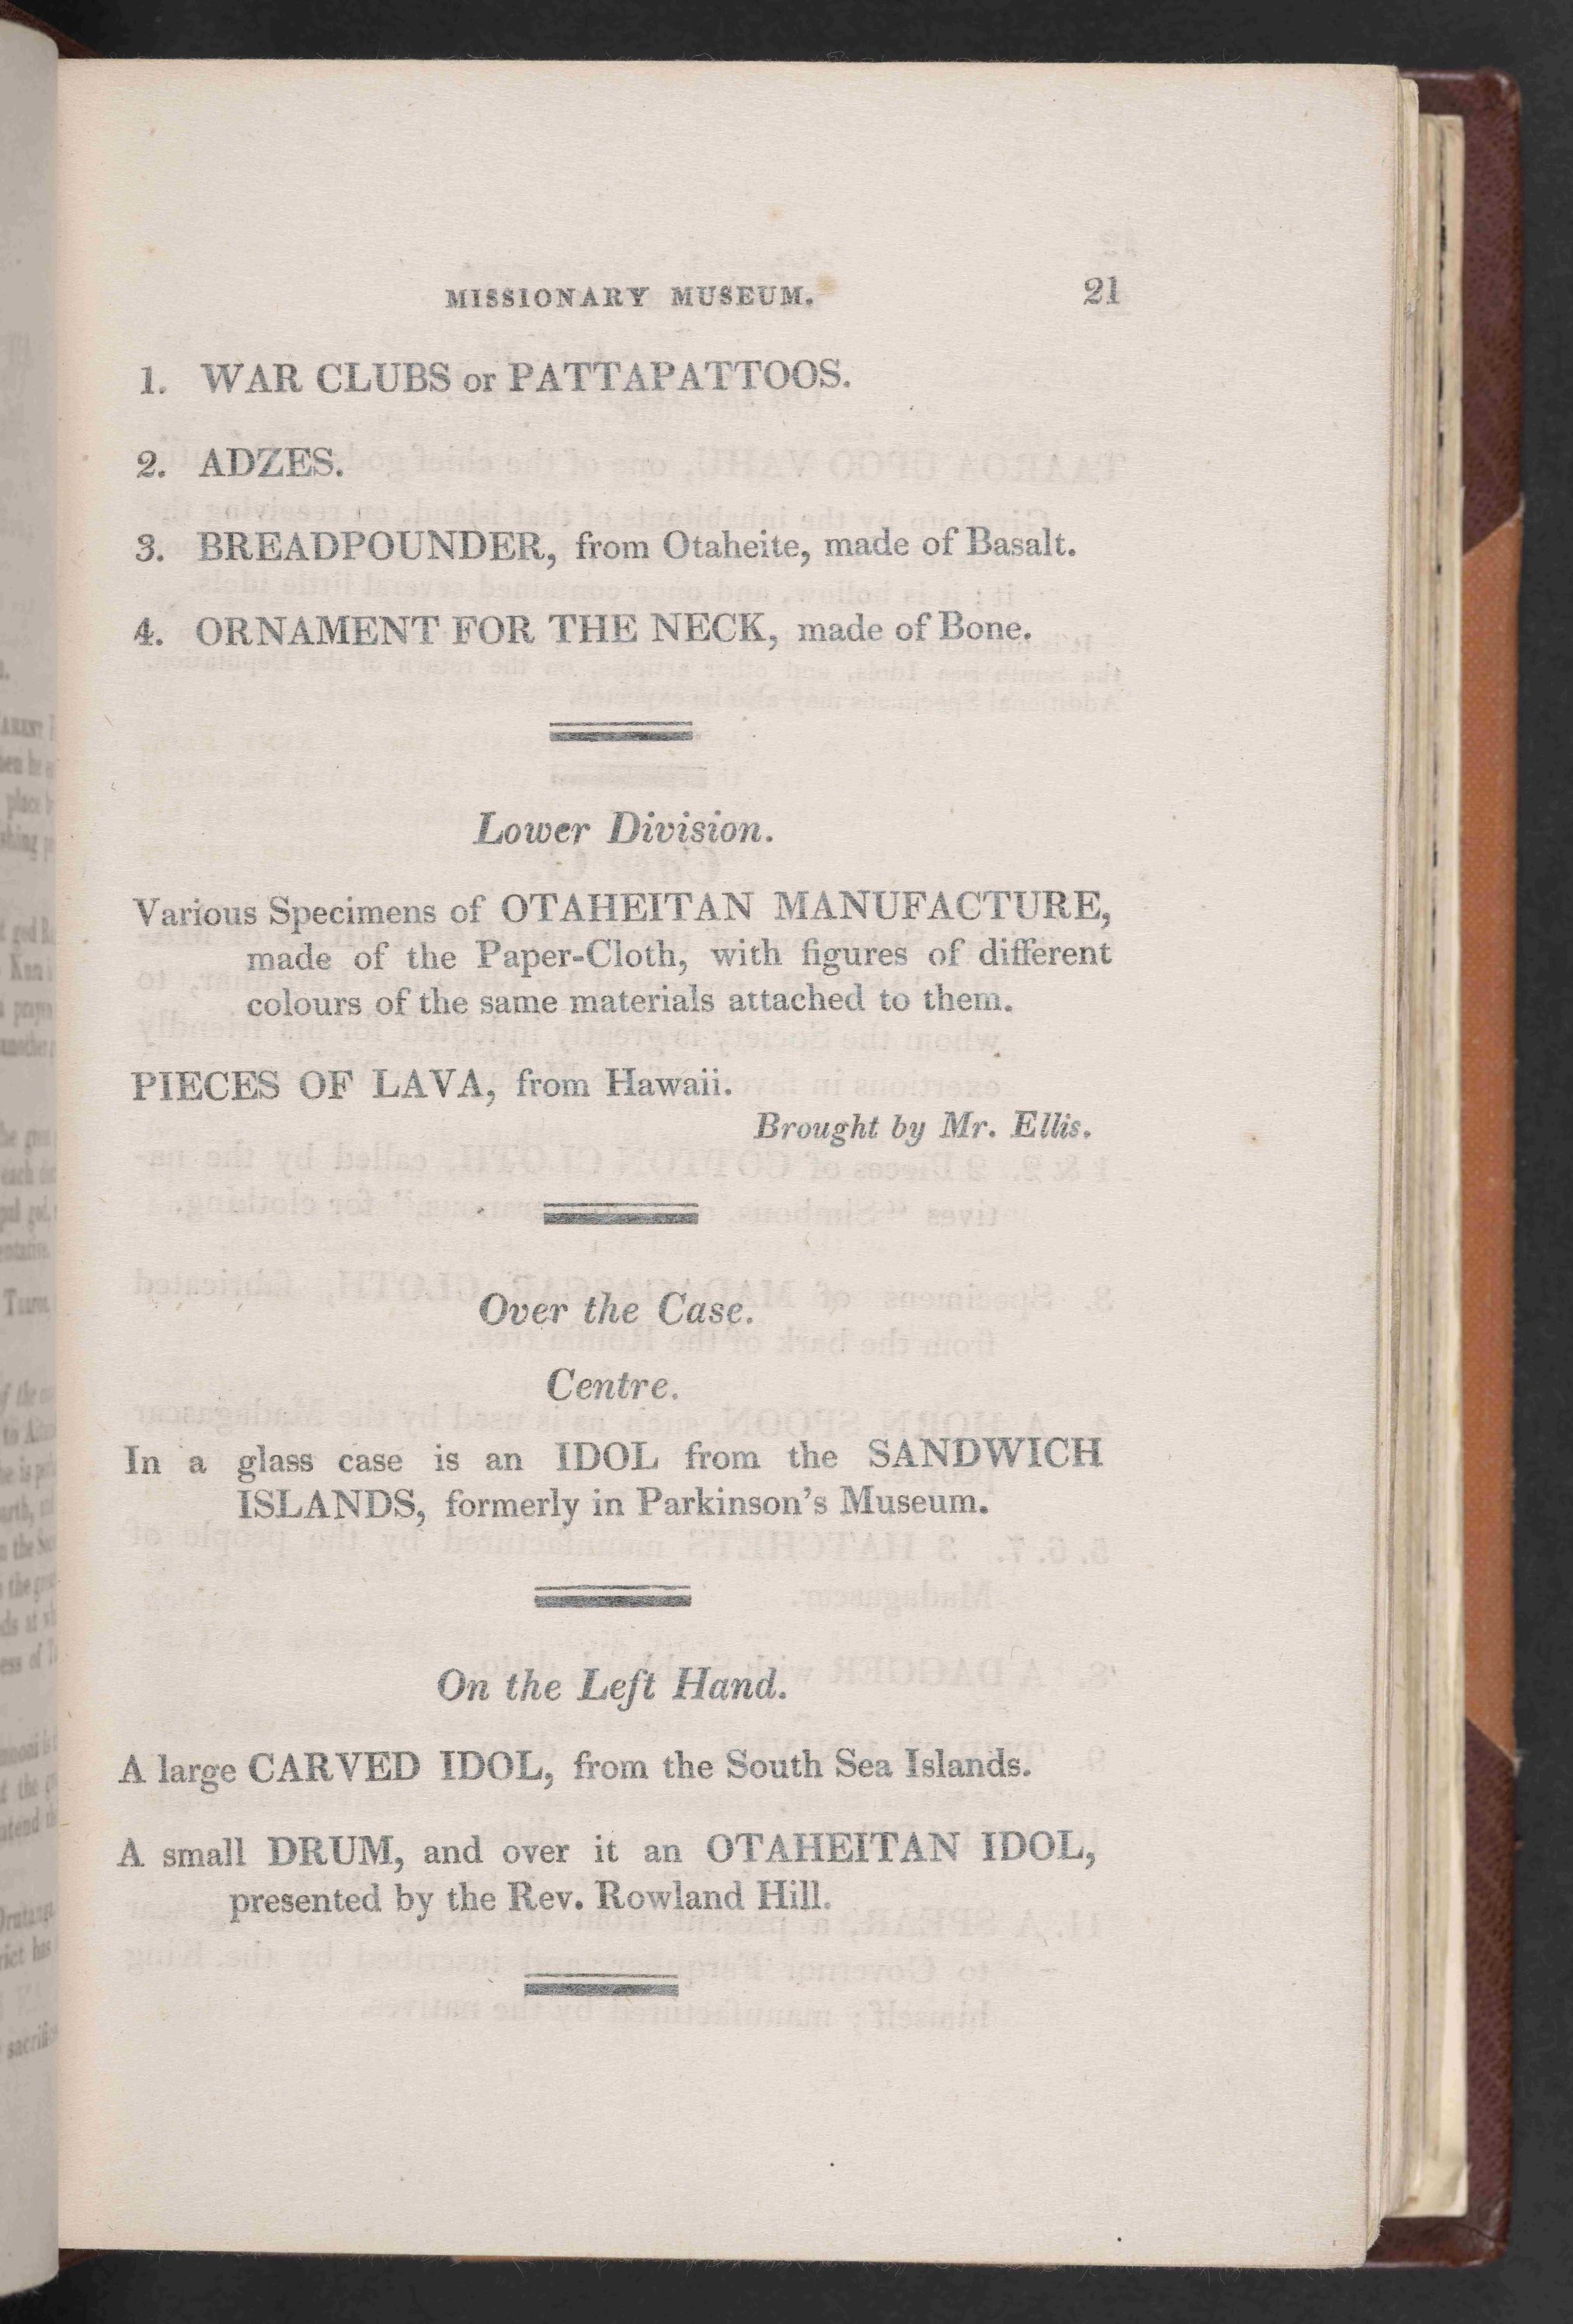 MISSIONARY MUSEUM. 21
1. WAR CLUBS or PATTAPATTOOS.
2. ADZES.
3. BREADPOUNDER, from Otaheite, made of Basalt.
4. ORNAMENT FOR THE NECK, made of Bone.
Lower Division.
Various Specimens of OTAHEITAN MANUFACTURE,
made of the Paper-Cloth, with figures of different
colours of the same materials attached to them.
PIECES OF LAVA, from Hawaii.
Brought by Mr. Ellis.
Over the Case.
Centre.
In a glass case is an IDOL from the SANDWICH
ISLANDS, formerly in Parkinson's Museum.
On the Left Hand.
A large CARVED IDOL, from the South Sea Islands.
A small DRUM, and over it an OTAHEITAN IDOL,
presented by the Rev. Rowland Hill.